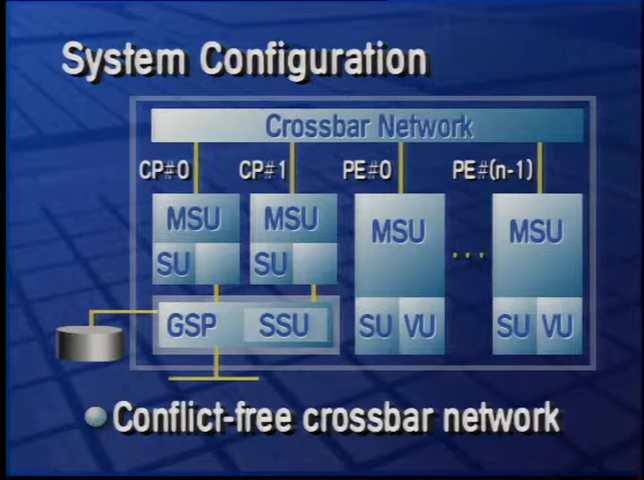 System Configuration
Crossbar Network
CP#0 CP#1 PE#0 PE#(n-1)
MSU MSU MSU ... MSU
SU SU
GSP SSU SU VU SU VU
Conflict-free crossbar network